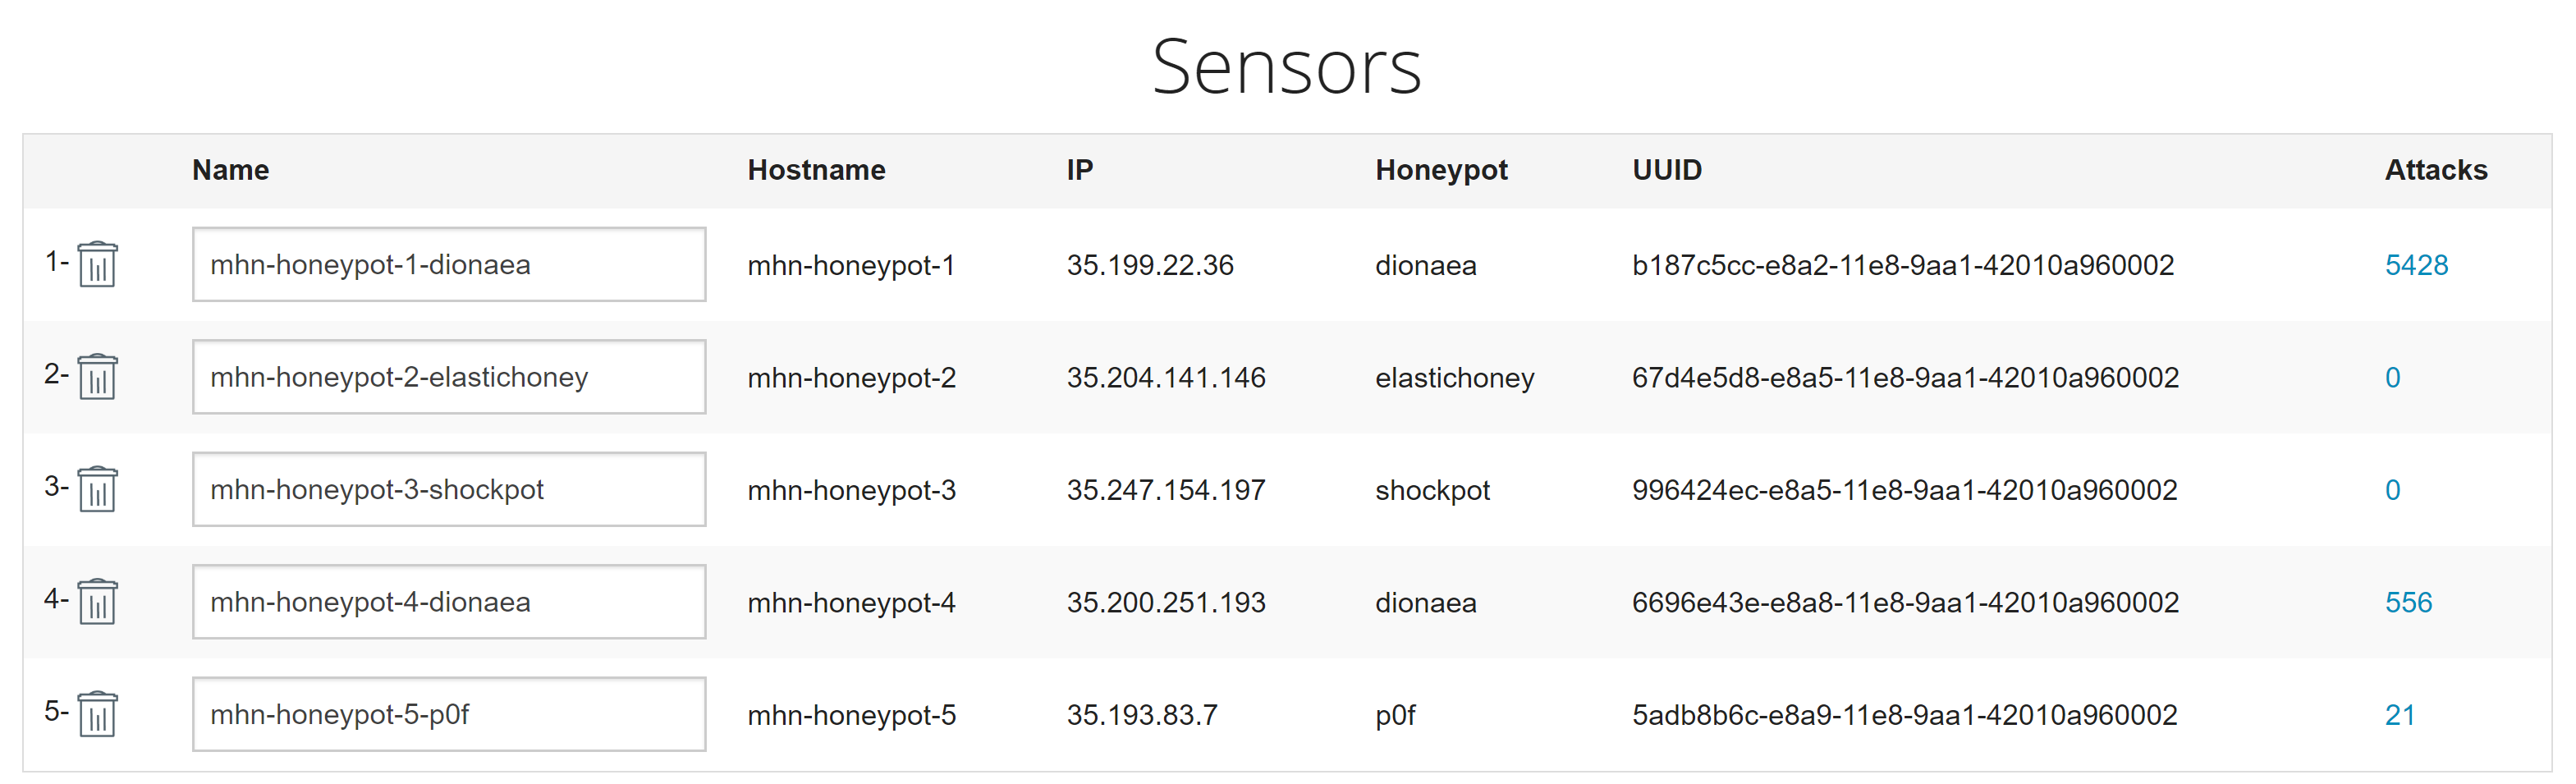 Sensors
Name Hostname IP Honeypot UUID Attacks
1- mhn-honeypot-1-dionaea mhn-honeypot-1 35.199.22.36 dionaea b187c5cc-e8a2-11e8-9aa1-42010a960002 5428
2- mhn-honeypot-2-elastichoney mhn-honeypot-2 35.204.141.146 elastichoney 67d4e5d8-e8a5-11e8-9aa1-42010a960002 0
3- mhn-honeypot-3-shockpot mhn-honeypot-3 35.247.154.197 shockpot 996424ec-e8a5-11e8-9aa1-42010a960002 0
4- mhn-honeypot-4-dionaea mhn-honeypot-4 35.200.251.193 dionaea 6696e43e-e8a8-11e8-9aa1-42010a960002 556
5- mhn-honeypot-5-p0f mhn-honeypot-5 35.193.83.7 p0f 5adb8b6c-e8a9-11e8-9aa1-42010a960002 21